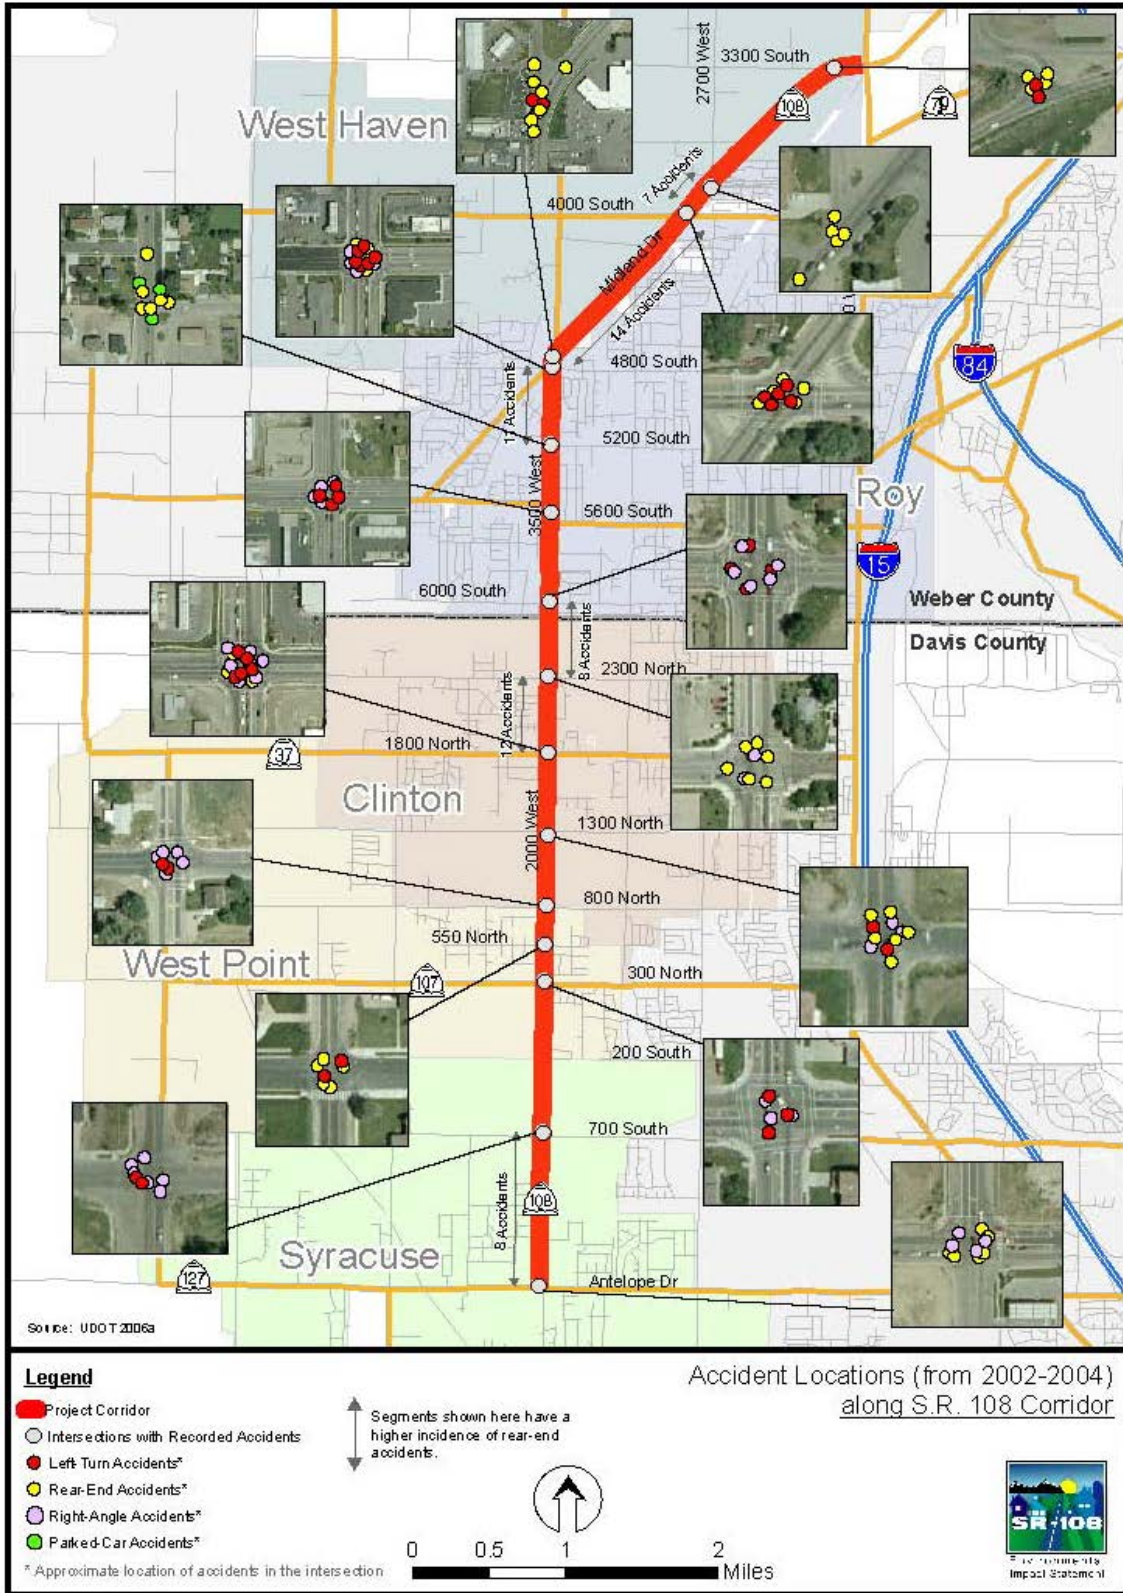 3300 South
2700 West
108
79
West Haven
7 Accidents
4000 South
Midland Dr
14 Accidents
4800 South
84
11 Accidents
5200 South
3500 West
5600 South
Roy
15
6000 South
Weber County
Davis County
8 Accidents
2300 North
12 Accidents
1800 North
37
Clinton
2000 West
1300 North
800 North
550 North
West Point
107
300 North
200 South
700 South
108
8 Accidents
Syracuse
127
Antelope Dr
Source: UDOT 2006a
Legend
Project Corridor
Intersections with Recorded Accidents
Left-Turn Accidents*
Rear-End Accidents*
Right-Angle Accidents*
Parked-Car Accidents*
* Approximate location of accidents in the intersection
Segments shown here have a
higher incidence of rear-end
accidents.
0 0.5 1 2
Miles
Accident Locations (from 2002-2004)
along S.R. 108 Corridor
SR-108
Environmental
Impact Statement